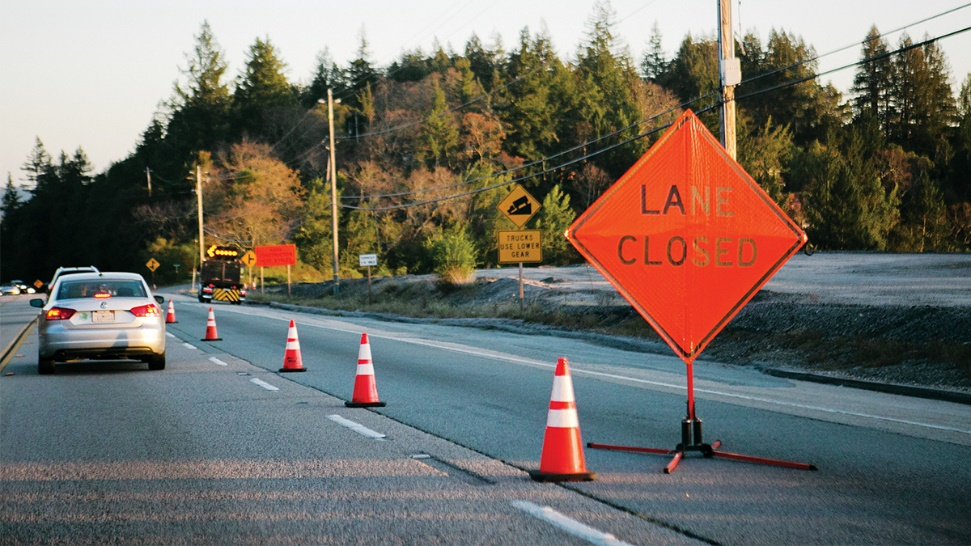 LANE
CLOSED
TRUCKS
USE LOWER
GEAR